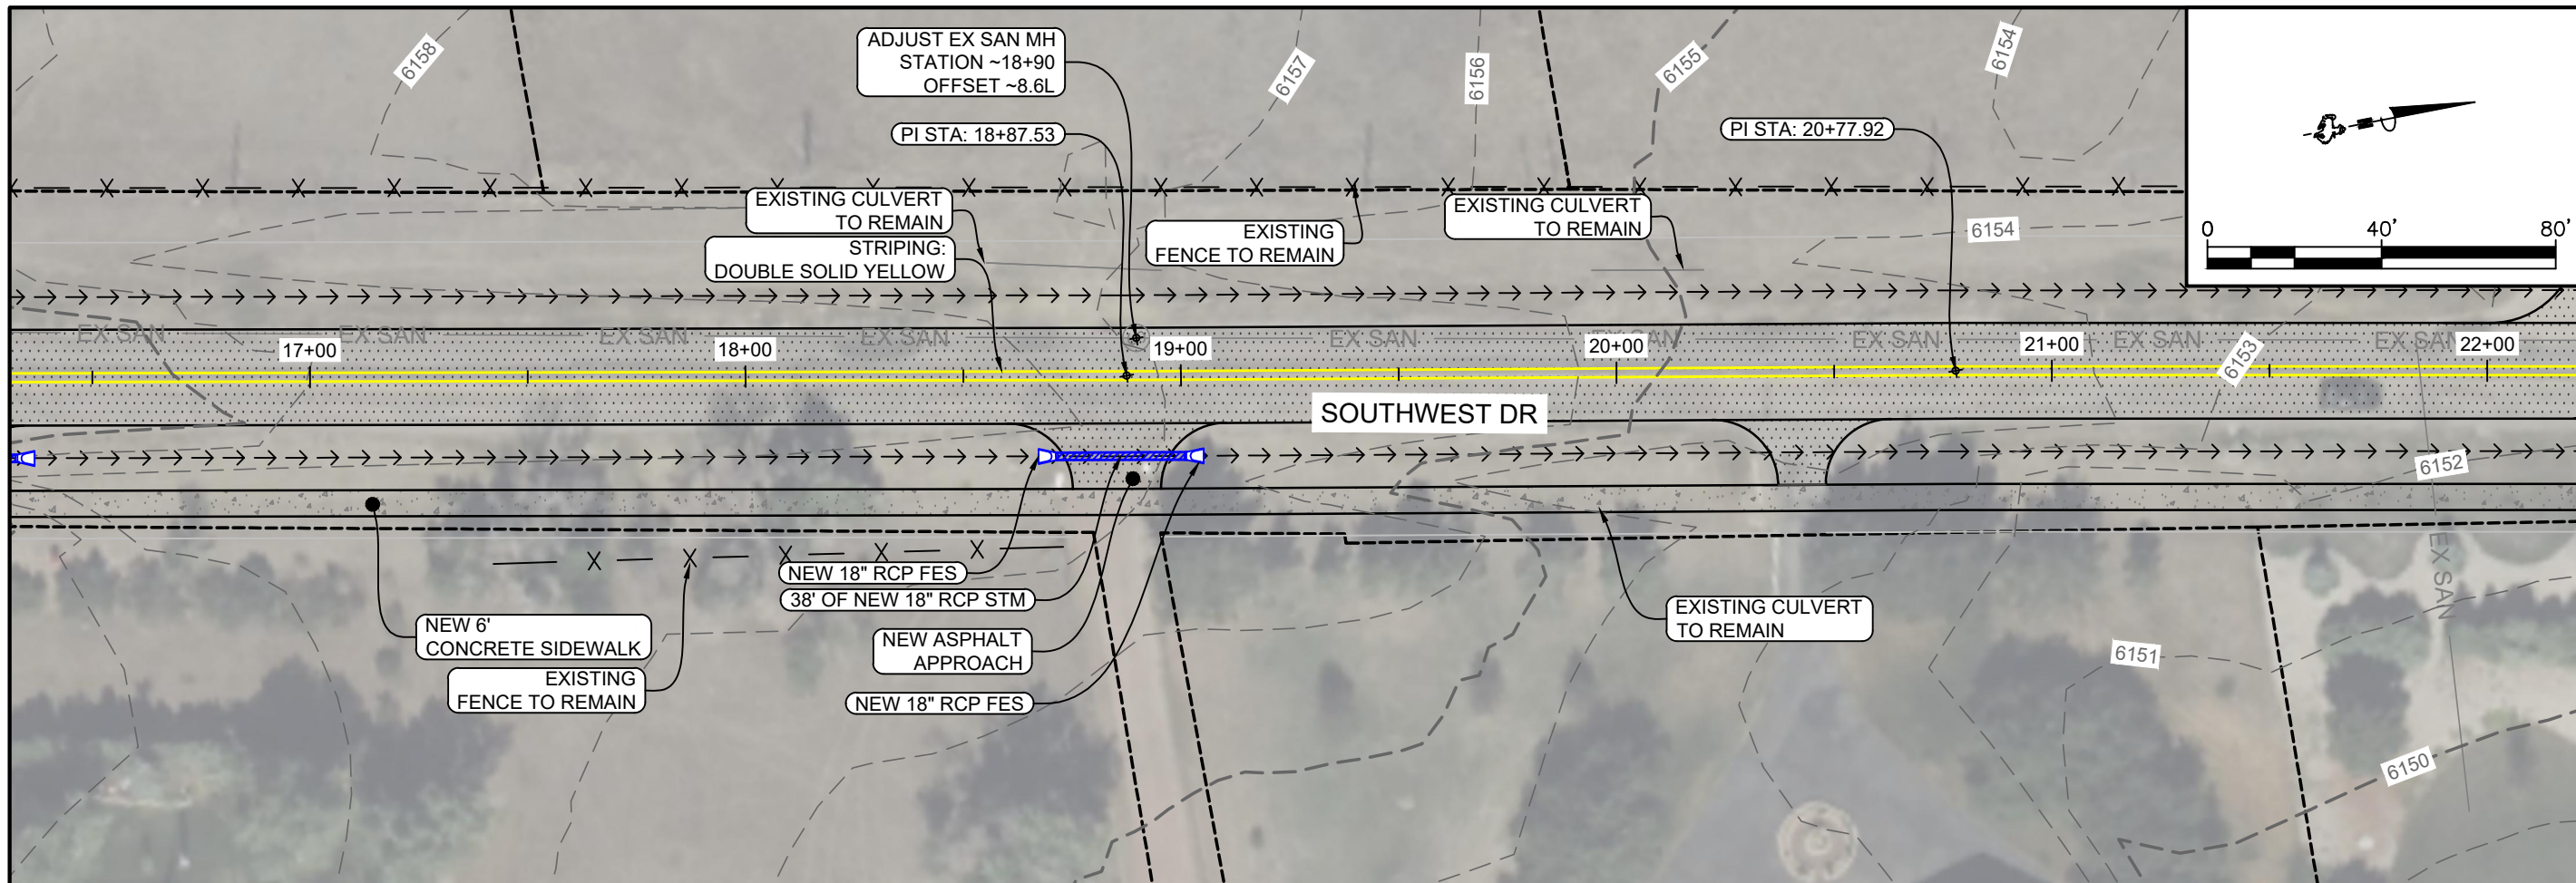 ADJUST EX SAN MH
STATION ~18+90
OFFSET ~8.6L
6158
6157
6156
6155
6154
PI STA: 18+87.53
PI STA: 20+77.92
EXISTING CULVERT
TO REMAIN
STRIPING:
DOUBLE SOLID YELLOW
EXISTING
FENCE TO REMAIN
EXISTING CULVERT
TO REMAIN
6154
0 40' 80'
EX SAN EX SAN EX SAN EX SAN EX SAN EX SAN EX SAN EX SAN EX SAN
17+00 18+00 19+00 20+00 21+00 22+00
6153
SOUTHWEST DR
6152
NEW 18" RCP FES
38' OF NEW 18" RCP STM
NEW 6'
CONCRETE SIDEWALK
EXISTING
FENCE TO REMAIN
NEW ASPHALT
APPROACH
NEW 18" RCP FES
EXISTING CULVERT
TO REMAIN
EX SAN
6151
6150